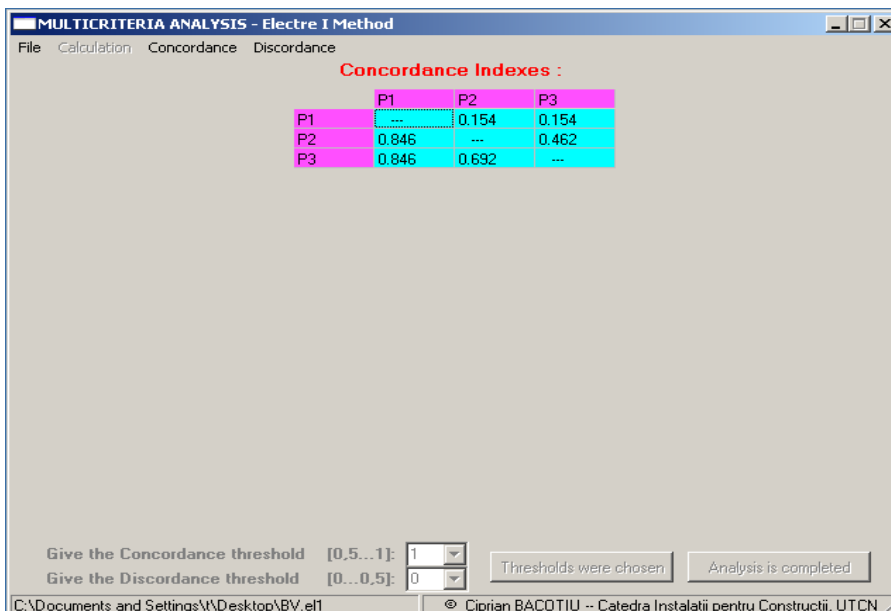 MULTICRITERIA ANALYSIS - Electre I Method
File Calculation Concordance Discordance
Concordance Indexes :
P1 P2 P3
P1 --- 0.154 0.154
P2 0.846 --- 0.462
P3 0.846 0.692 ---
Give the Concordance threshold [0,5...1]: 1
Thresholds were chosen Analysis is completed
Give the Discordance threshold [0...0,5]: 0
C:\Documents and Settings\t\Desktop\BV.el1 © Ciprian BACOTIU -- Catedra Instalatii pentru Constructii, UTCN